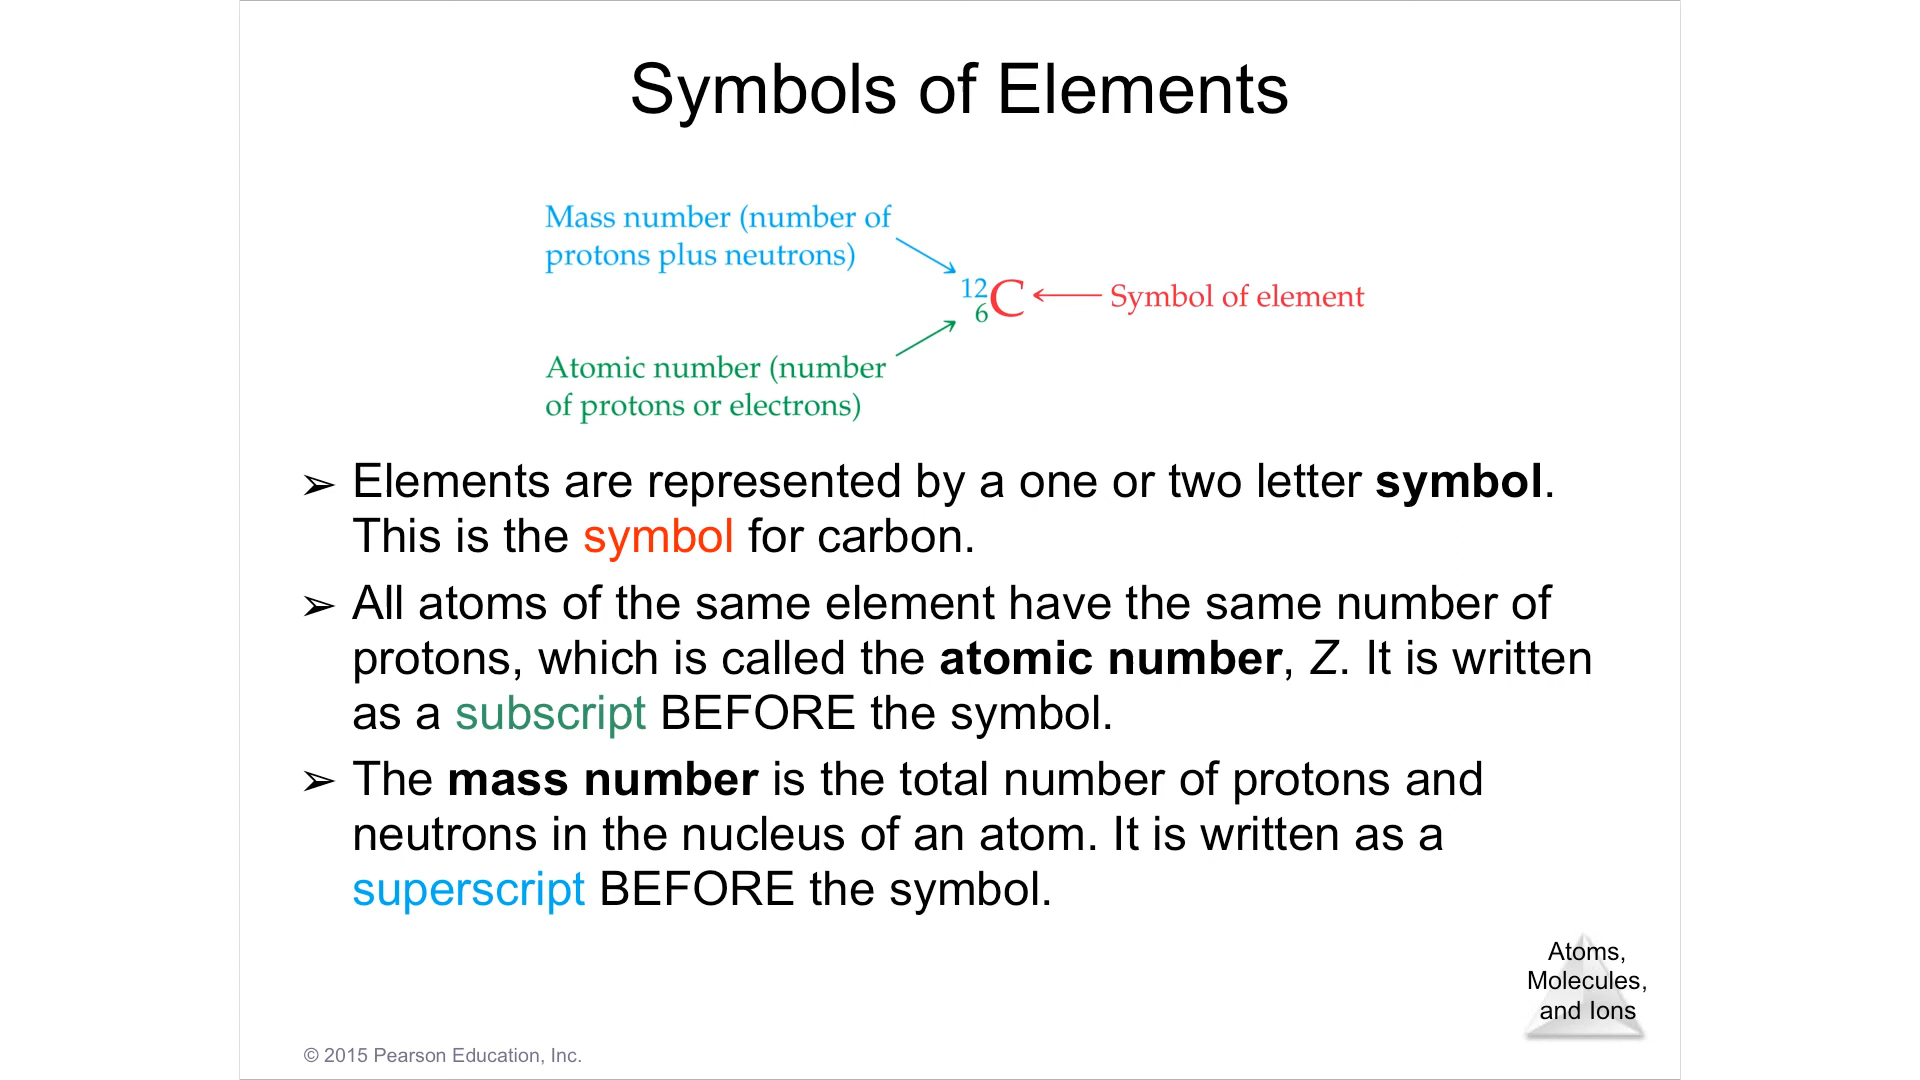 Symbols of Elements
Mass number (number of
protons plus neutrons)
12
6
C
Symbol of element
Atomic number (number
of protons or electrons)
➢ Elements are represented by a one or two letter symbol.
This is the symbol for carbon.
➢ All atoms of the same element have the same number of
protons, which is called the atomic number, Z. It is written
as a subscript BEFORE the symbol.
➢ The mass number is the total number of protons and
neutrons in the nucleus of an atom. It is written as a
superscript BEFORE the symbol.
Atoms,
Molecules,
and Ions
© 2015 Pearson Education, Inc.